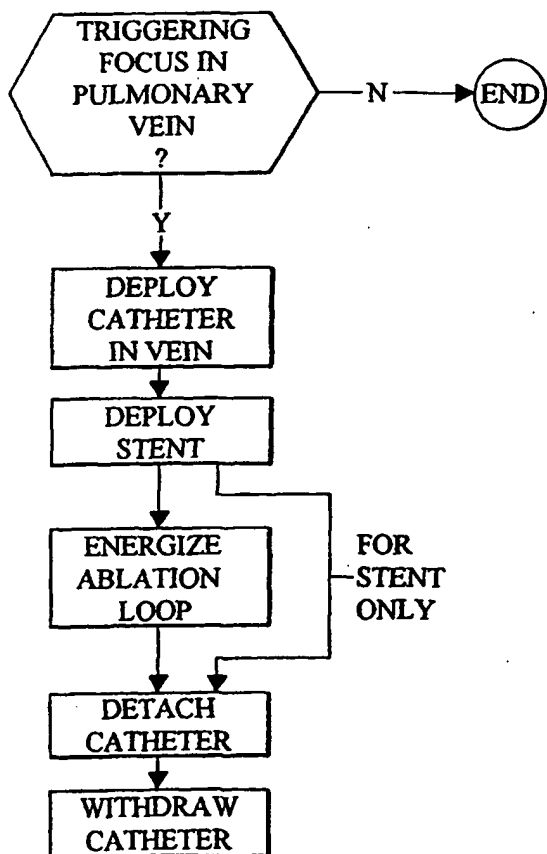 TRIGGERING
FOCUS IN
PULMONARY
VEIN
?
N
END
Y
DEPLOY
CATHETER
IN VEIN
DEPLOY
STENT
ENERGIZE
ABLATION
LOOP
FOR
STENT
ONLY
DETACH
CATHETER
WITHDRAW
CATHETER